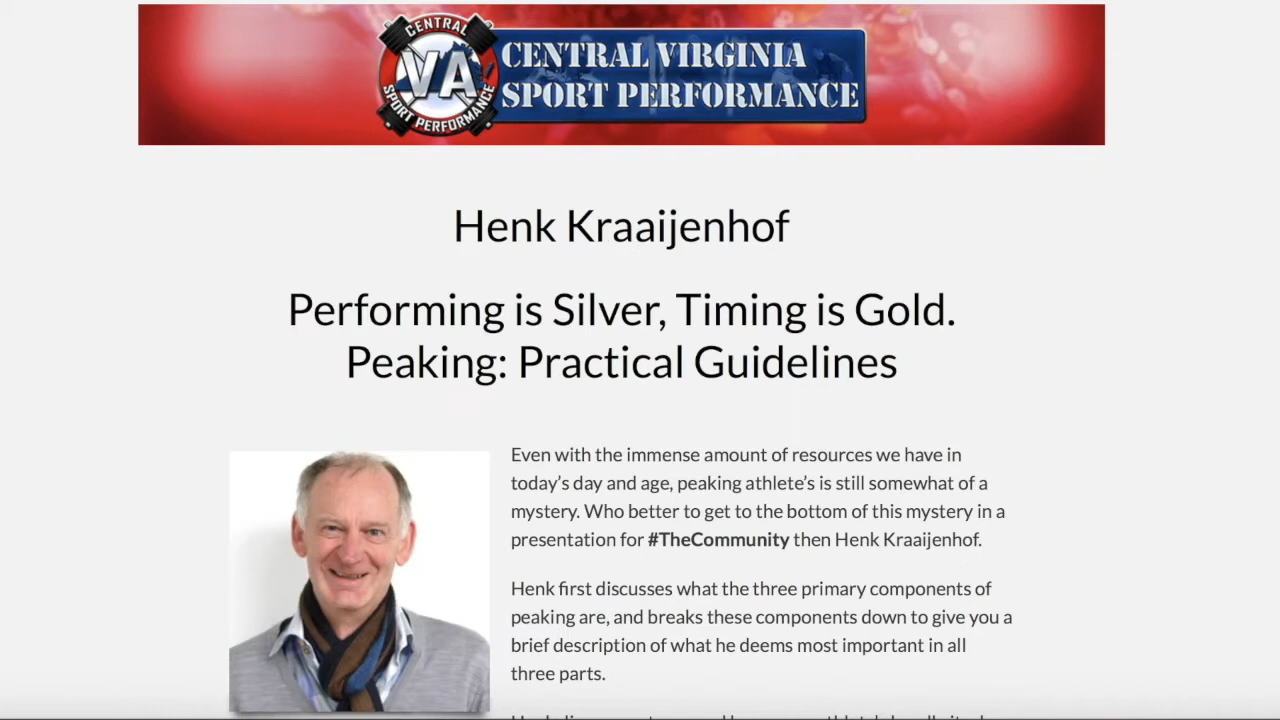 CENTRAL
VA
SPORT PERFORMANCE
CENTRAL VIRGINIA
SPORT PERFORMANCE
Henk Kraaijenhof
Performing is Silver, Timing is Gold.
Peaking: Practical Guidelines
Even with the immense amount of resources we have in
today’s day and age, peaking athlete’s is still somewhat of a
mystery. Who better to get to the bottom of this mystery in a
presentation for #TheCommunity then Henk Kraaijenhof.
Henk first discusses what the three primary components of
peaking are, and breaks these components down to give you a
brief description of what he deems most important in all
three parts.